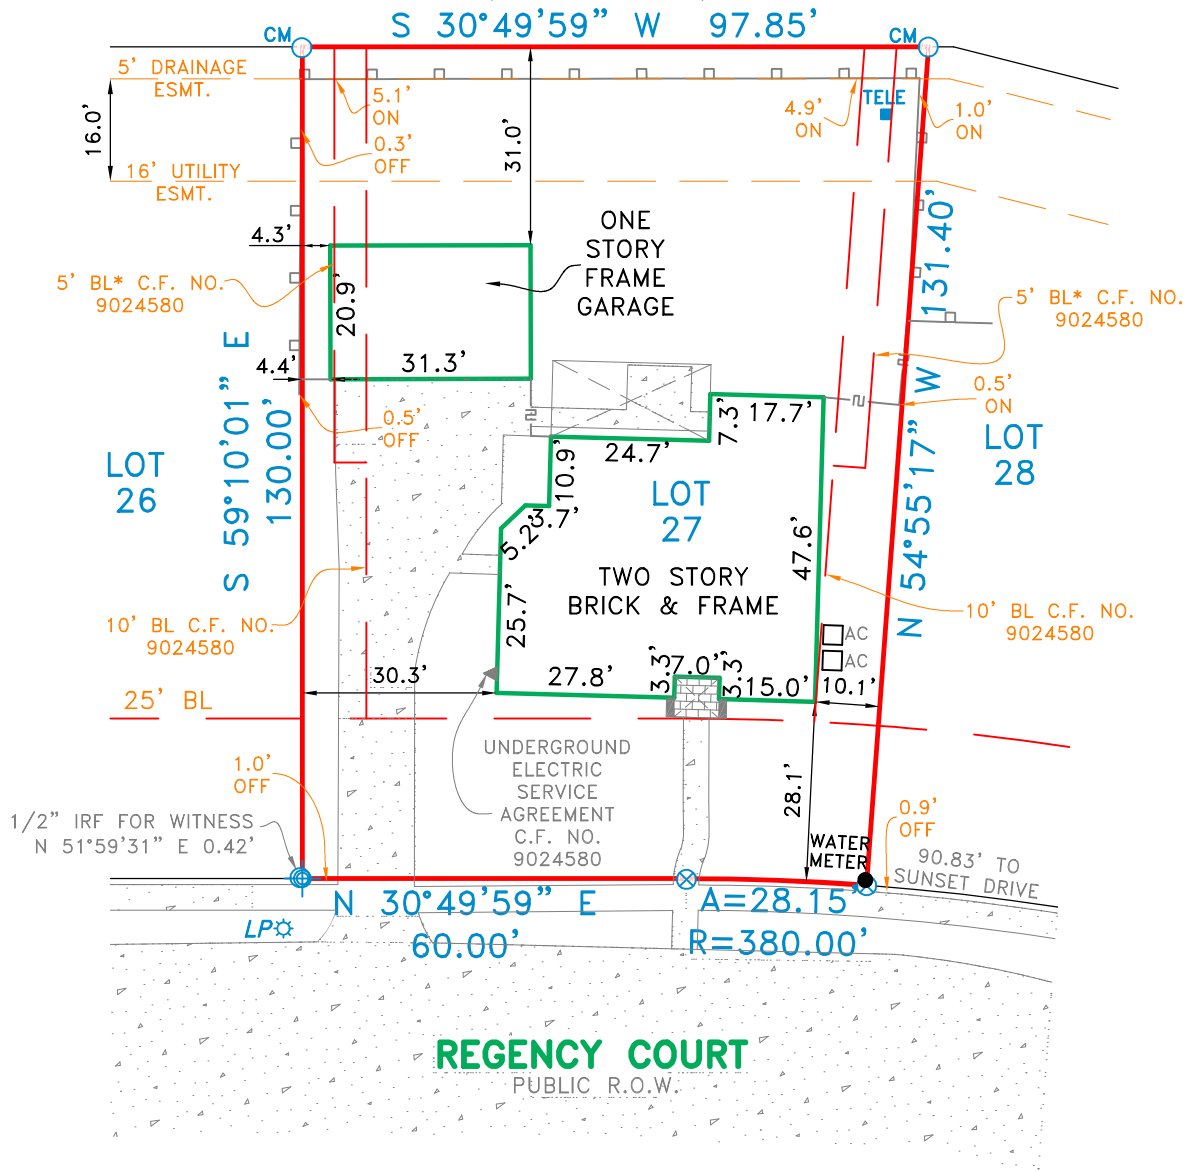 S 30°49'59" W 97.85'
CM
CM
5' DRAINAGE
ESMT.
5.1'
ON
4.9'
ON
TELE
1.0'
ON
16.0'
0.3'
OFF
31.0'
16' UTILITY
ESMT.
4.3'
ONE
STORY
FRAME
GARAGE
131.40'
5' BL* C.F. NO.
9024580
20.9'
5' BL* C.F. NO.
9024580
31.3'
4.4'
0.5'
OFF
7.3'
17.7'
0.5'
ON
S 59°10'01" E
130.00'
24.7'
LOT
26
10.9'
LOT
27
LOT
28
N 54°55'17" W
3.7'
5.2'
47.6'
TWO STORY
BRICK & FRAME
10' BL C.F. NO.
9024580
25.7'
10' BL C.F. NO.
9024580
AC
AC
30.3'
27.8'
3.3'
7.0'
3.3'
15.0'
10.1'
25' BL
UNDERGROUND
ELECTRIC
SERVICE
AGREEMENT
C.F. NO.
9024580
1.0'
OFF
28.1'
1/2" IRF FOR WITNESS
N 51°59'31" E 0.42'
WATER
METER
0.9'
OFF
90.83' TO
SUNSET DRIVE
N 30°49'59" E
60.00'
A=28.15'
R=380.00'
LP
REGENCY COURT
PUBLIC R.O.W.